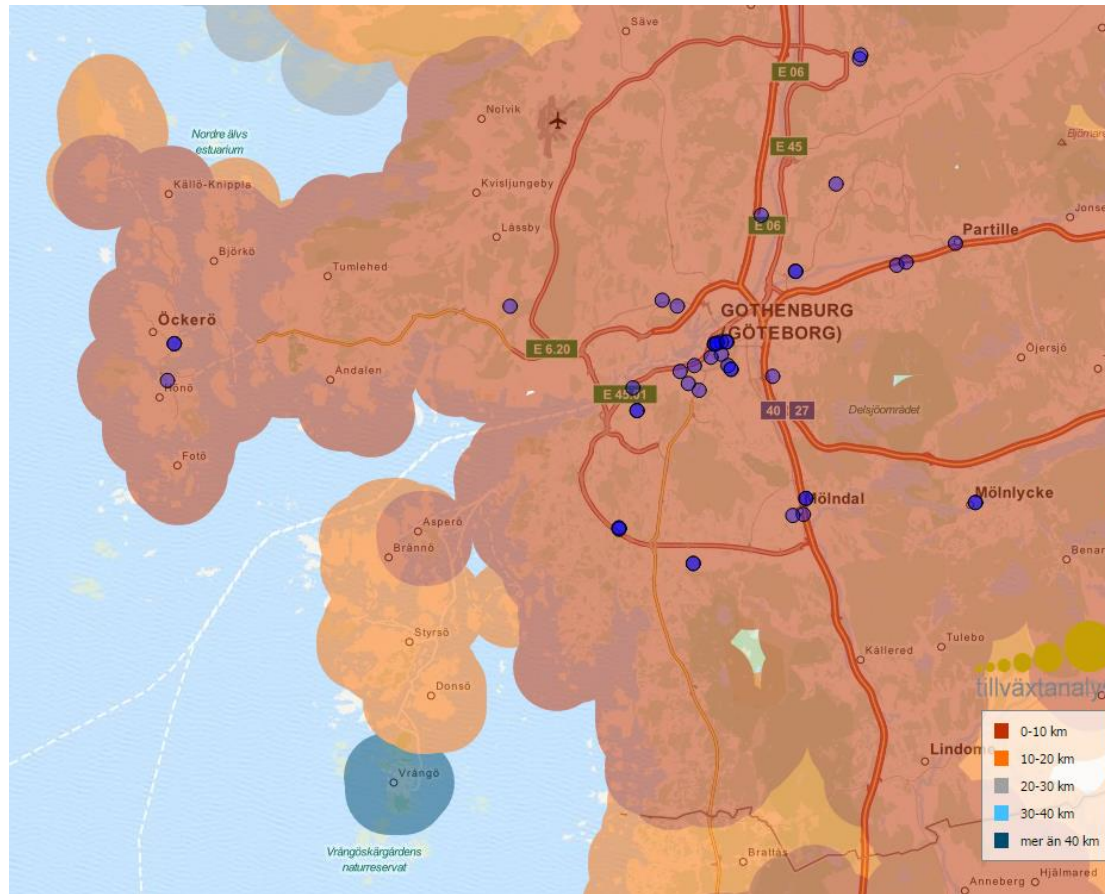 Säve
E 06
Nolvik
Nordre älvs
estuarium
E 45
Källö-Knippla
Kvisljungeby
Lässby
E 06
Partille
Björkö
Tumlehed
GOTHENBURG
(GÖTEBORG)
Öckerö
E 6.20
Öjersjö
Hönö
Andalen
E 45.01
40
27
Delsjöområdet
Fotö
Mölndal
Mölnlycke
Asperö
Brännö
Styrsö
Tulebo
Kållered
Donsö
tillväxtanalys
0-10 km
10-20 km
Lindome
Vrångö
20-30 km
30-40 km
mer än 40 km
Vrångöskärgårdens
naturreservat
Brattås
Anneberg
Hjälmared